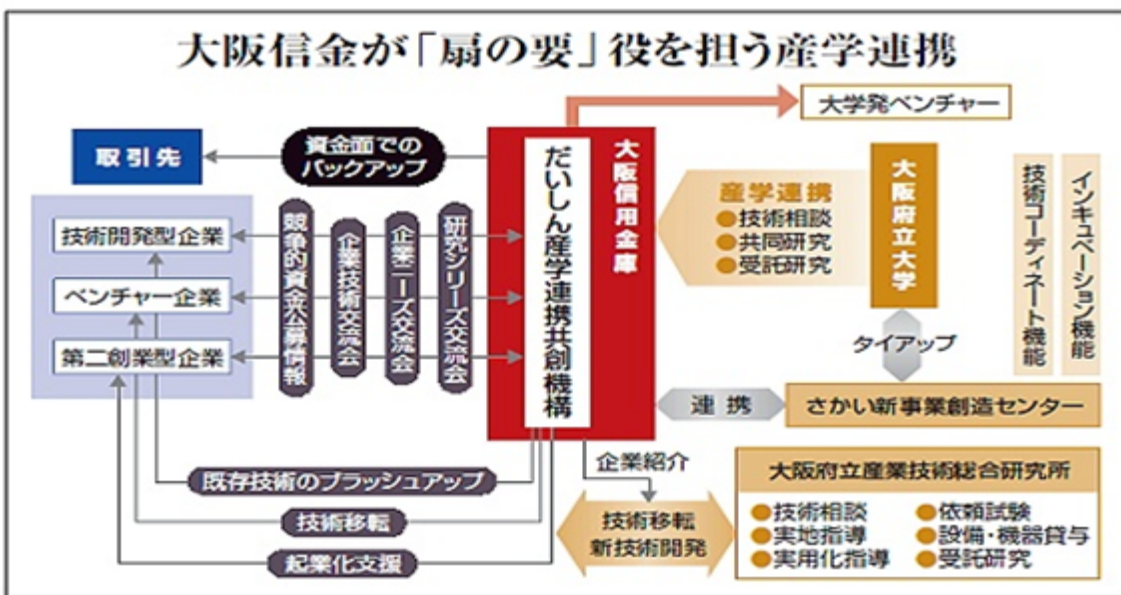 大阪信金が「扇の要」役を担う産学連携
大学発ベンチャー
取引先
資金面での
バックアップ
技術開発型企業
ベンチャー企業
第二創業型企業
競争的資金公募情報
企業技術交流会
企業ニーズ交流会
研究シリーズ交流会
だいしん産学連携共創機構
大阪信用金庫
産学連携
●技術相談
●共同研究
●受託研究
大阪府立大学
技術コーディネート機能
インキュベーション機能
タイアップ
連携
さかい新事業創造センター
既存技術のブラッシュアップ
技術移転
起業化支援
企業紹介
技術移転
新技術開発
大阪府立産業技術総合研究所
●技術相談
●実地指導
●実用化指導
●依頼試験
●設備・機器貸与
●受託研究